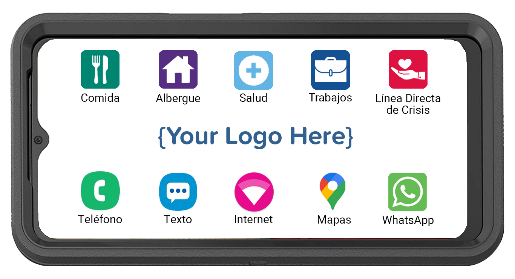 Comida
Albergue
Salud
Trabajos
Línea Directa
de Crisis
{Your Logo Here}
Teléfono
Texto
Internet
Mapas
WhatsApp